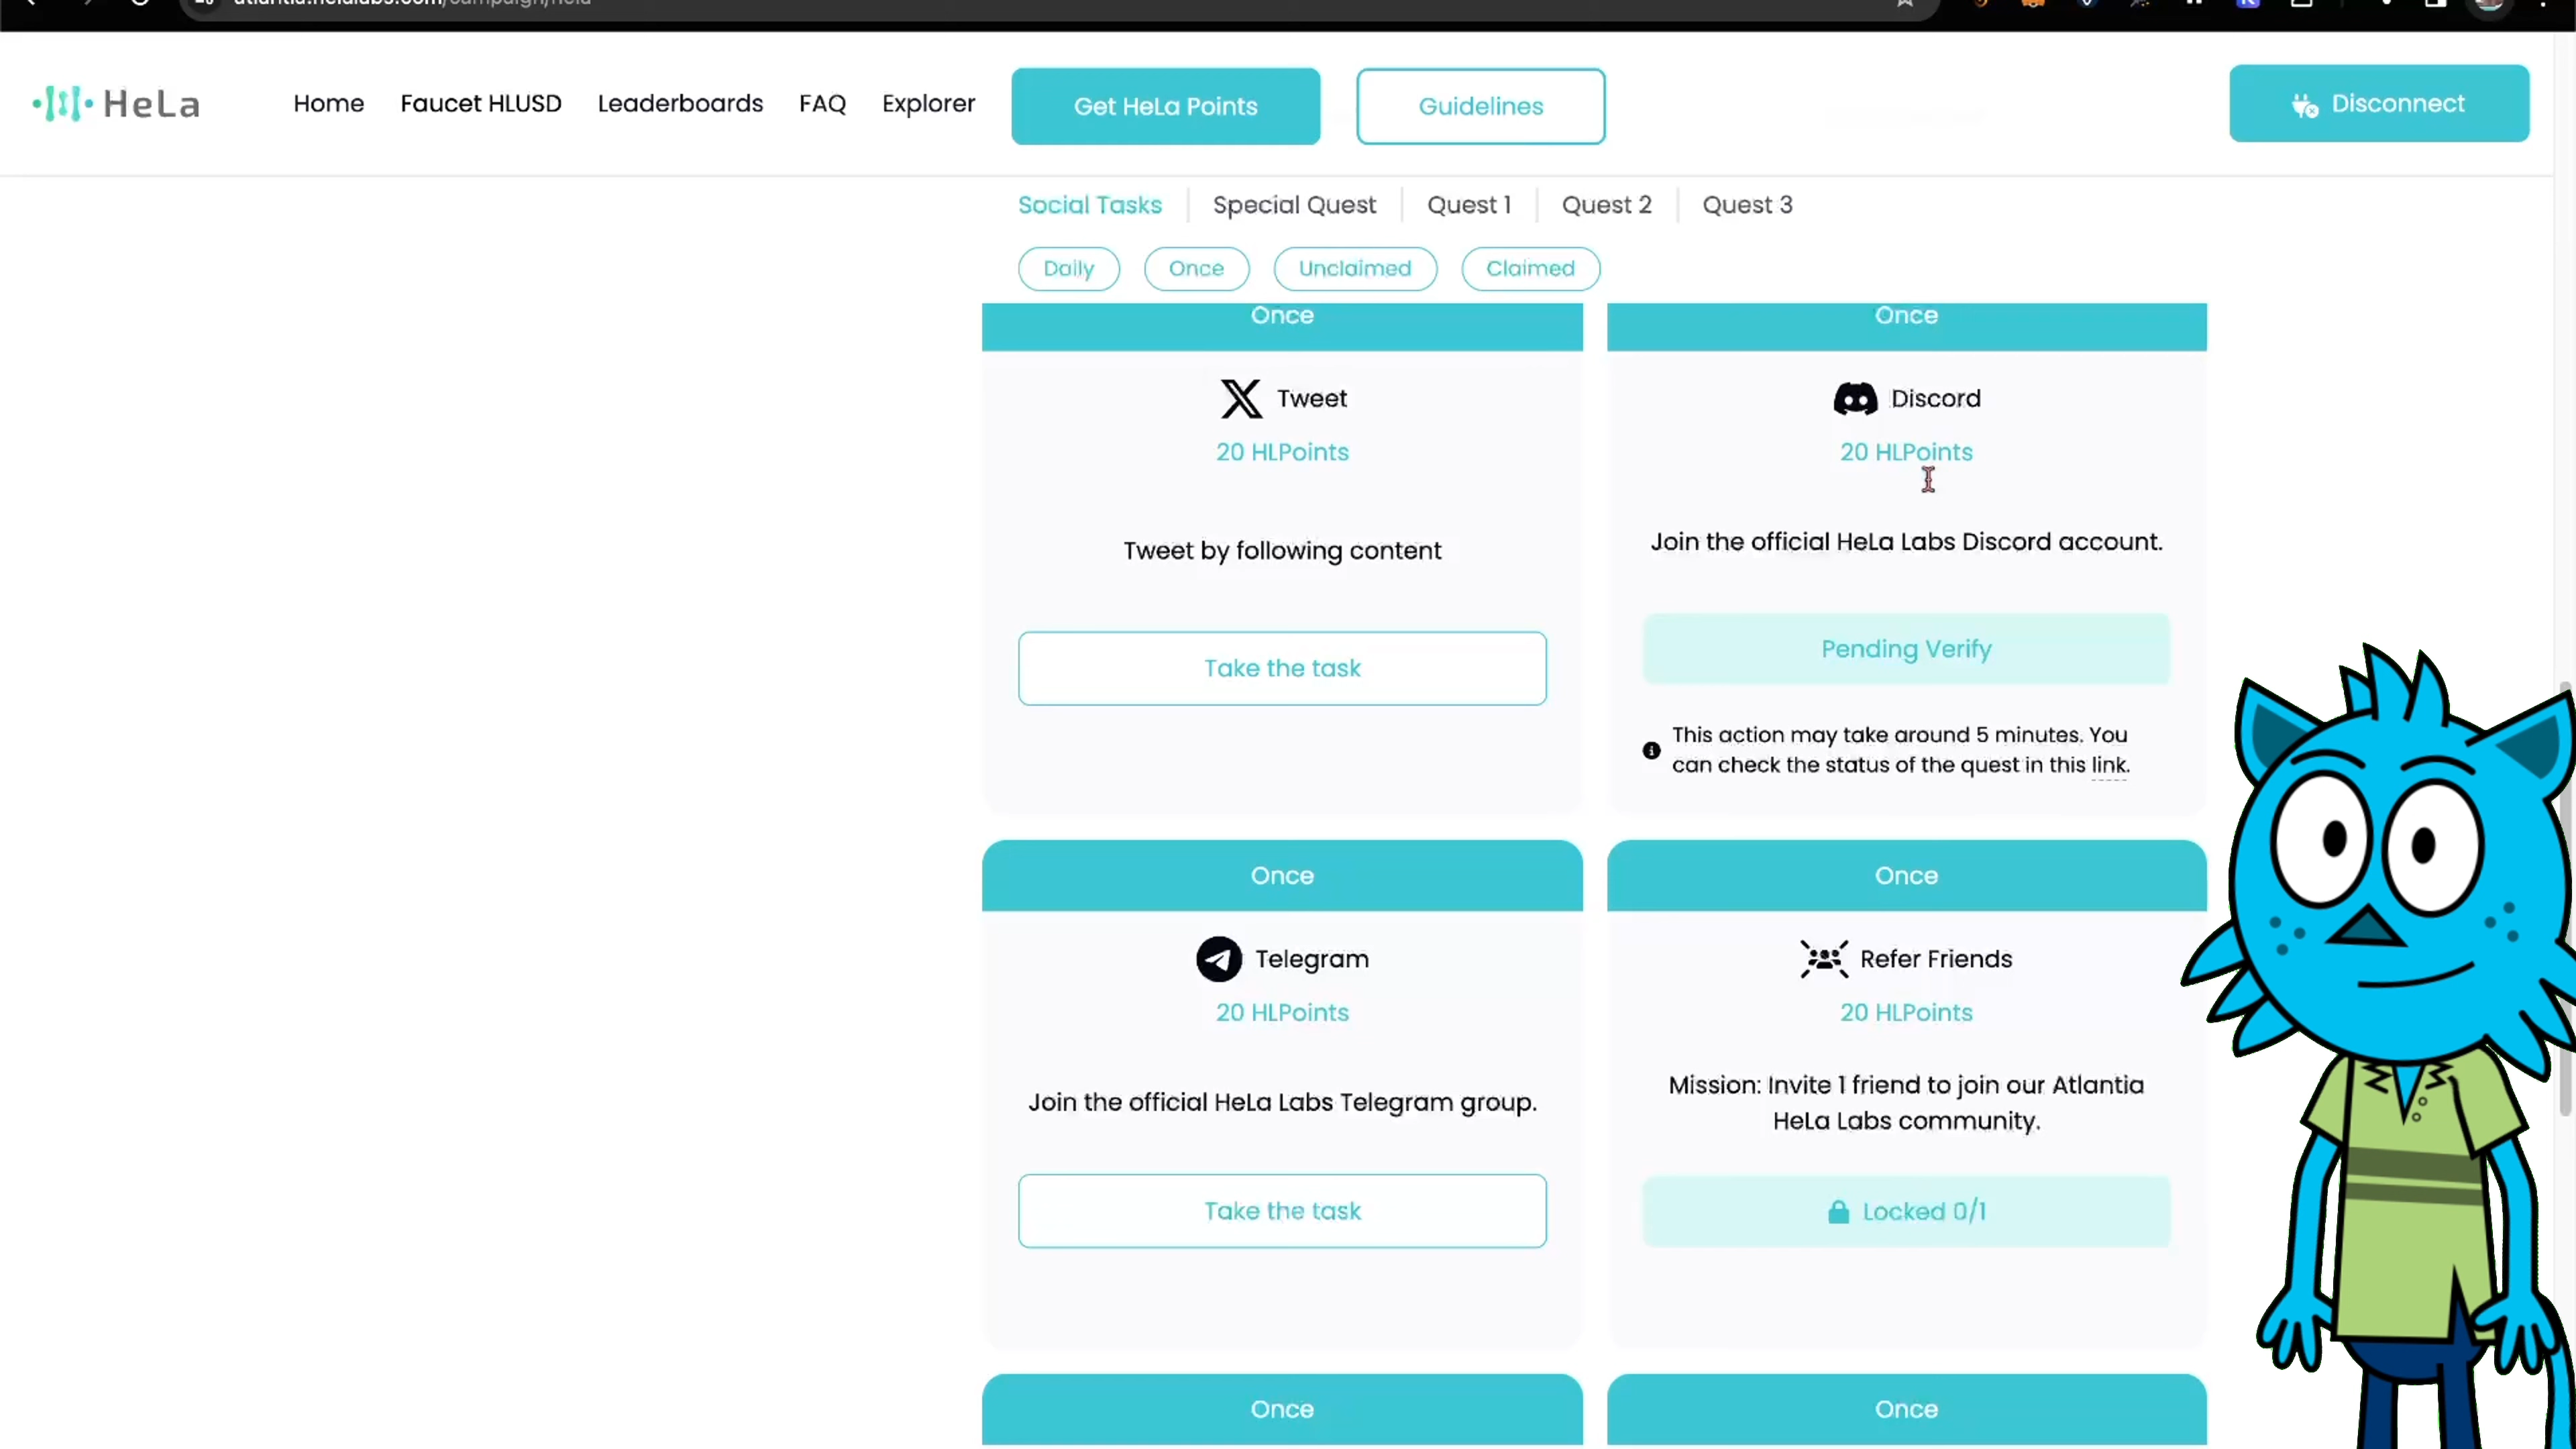 atlantia.helalabs.com/campaign/hela
HeLa
Home
Faucet HLUSD
Leaderboards
FAQ
Explorer
Get HeLa Points
Guidelines
Disconnect
Social Tasks
Special Quest
Quest 1
Quest 2
Quest 3
Daily
Once
Unclaimed
Claimed
Once
Tweet
20 HLPoints
Tweet by following content
Take the task
Once
Discord
20 HLPoints
Join the official HeLa Labs Discord account.
Pending Verify
This action may take around 5 minutes. You
can check the status of the quest in this link.
Once
Telegram
20 HLPoints
Join the official HeLa Labs Telegram group.
Take the task
Once
Refer Friends
20 HLPoints
Mission: Invite 1 friend to join our Atlantia
HeLa Labs community.
Locked 0/1
Once
Once